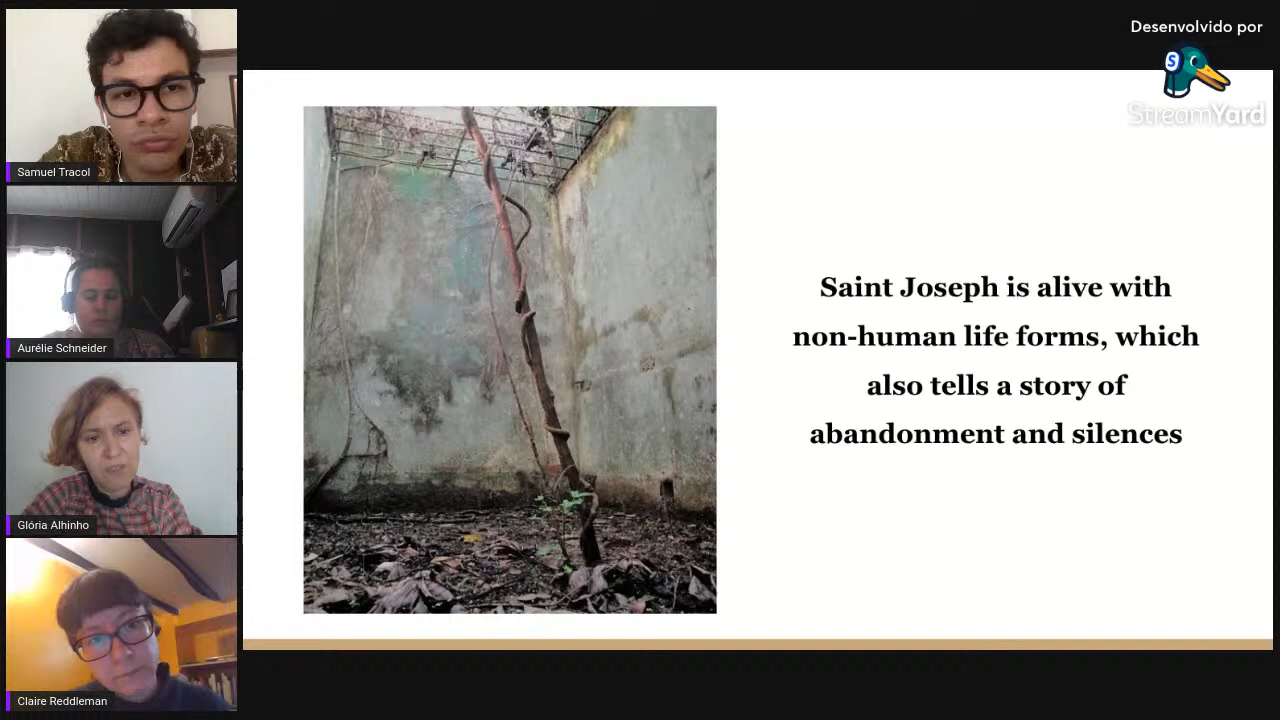 Desenvolvido por
StreamYard
Samuel Tracol
Aurélie Schneider
Glória Alhinho
Claire Reddleman
Saint Joseph is alive with
non-human life forms, which
also tells a story of
abandonment and silences